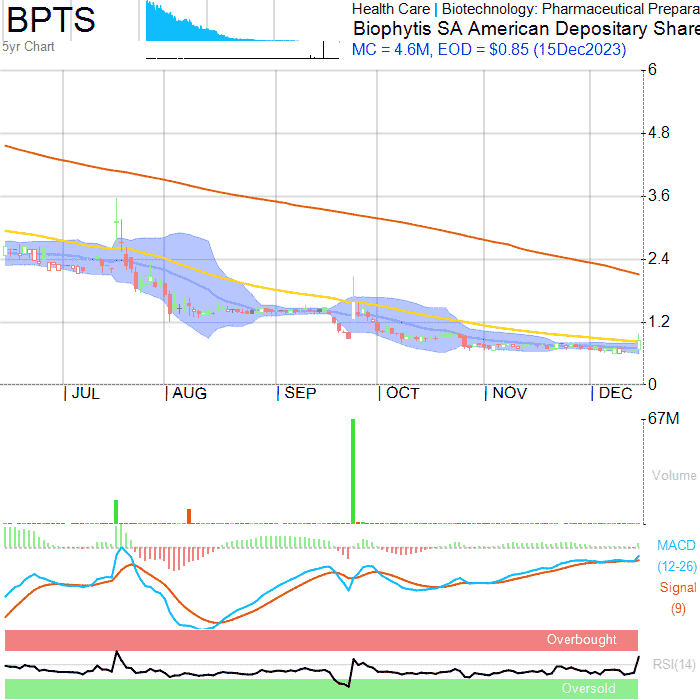 BPTS
5yr Chart
Health Care | Biotechnology: Pharmaceutical Prepara
Biophytis SA American Depositary Share
MC = 4.6M, EOD = $0.85 (15Dec2023)
6
4.8
3.6
2.4
1.2
0
JUL AUG SEP OCT NOV DEC
67M
Volume
MACD
(12-26)
Signal
(9)
Overbought
RSI(14)
Oversold